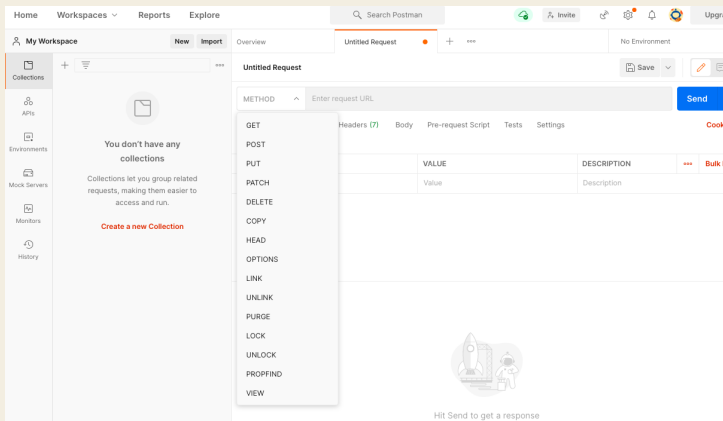 Home Workspaces Reports Explore Search Postman Invite Upgr
My Workspace New Import Overview Untitled Request No Environment
Collections
APIs
Environments
Mock Servers
Monitors
History
You don't have any
collections
Collections let you group related
requests, making them easier to
access and run.
Create a new Collection
Untitled Request Save
METHOD Enter request URL Send
Headers (7) Body Pre-request Script Tests Settings Cook
VALUE DESCRIPTION Bulk
Value Description
GET
POST
PUT
PATCH
DELETE
COPY
HEAD
OPTIONS
LINK
UNLINK
PURGE
LOCK
UNLOCK
PROPFIND
VIEW
Hit Send to get a response